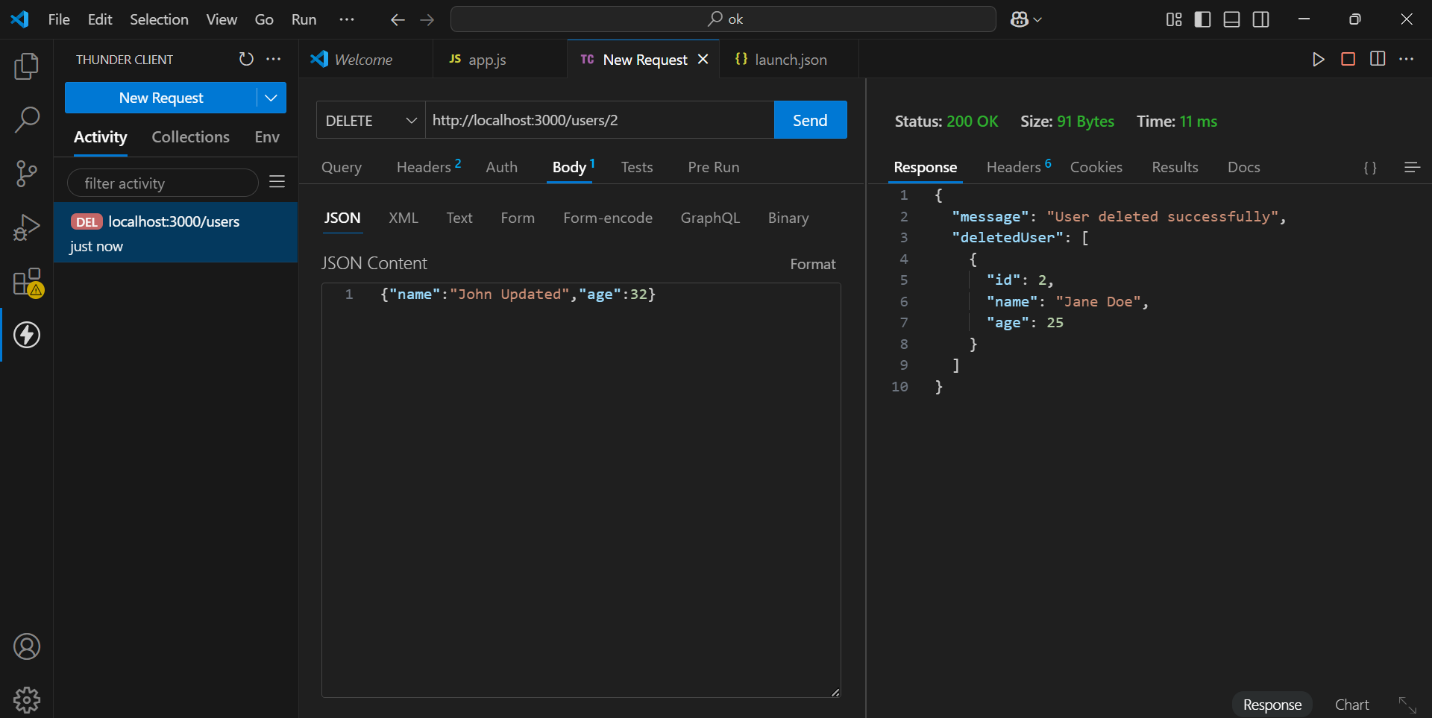 File Edit Selection View Go Run ··· ok
THUNDER CLIENT
New Request
Activity Collections Env
filter activity
DEL localhost:3000/users
just now
Welcome JS app.js TC New Request {} launch.json
DELETE http://localhost:3000/users/2 Send
Query Headers 2 Auth Body 1 Tests Pre Run
JSON XML Text Form Form-encode GraphQL Binary
JSON Content Format
1 {"name":"John Updated","age":32}
Status: 200 OK Size: 91 Bytes Time: 11 ms
Response Headers 6 Cookies Results Docs { }
1 {
2 "message": "User deleted successfully",
3 "deletedUser": [
4 {
5 "id": 2,
6 "name": "Jane Doe",
7 "age": 25
8 }
9 ]
10 }
Response Chart